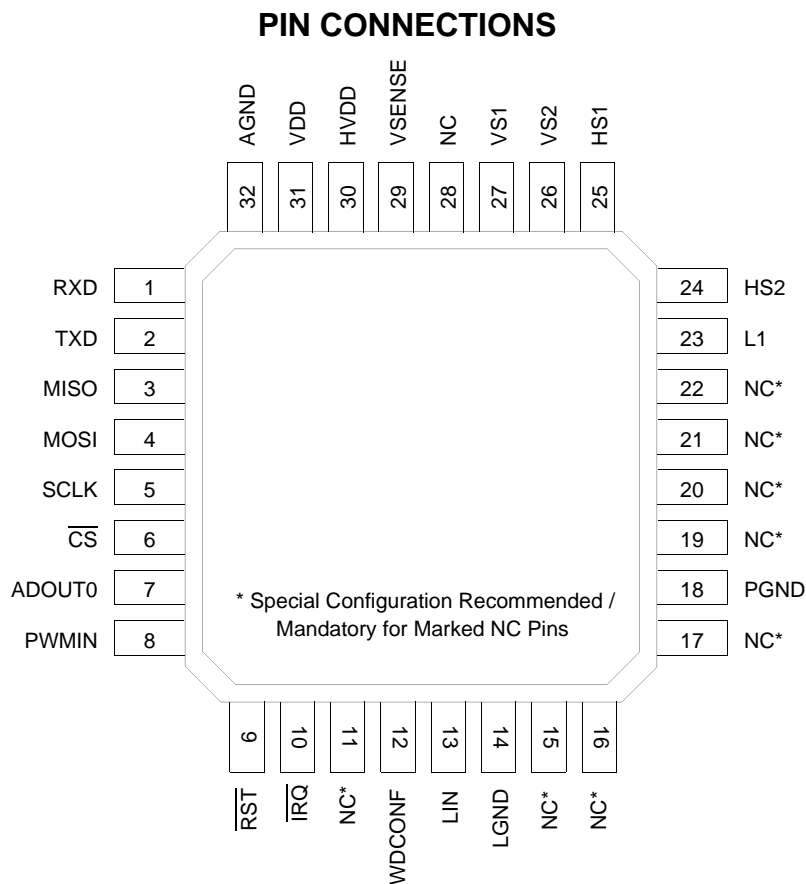 PIN CONNECTIONS
AGND
VDD
HVDD
VSENSE
NC
VS1
VS2
HS1
32
31
30
29
28
27
26
25
RXD 1
TXD 2
MISO 3
MOSI 4
SCLK 5
C̅S̅ 6
ADOUT0 7
PWMIN 8
24 HS2
23 L1
22 NC*
21 NC*
20 NC*
19 NC*
18 PGND
17 NC*
* Special Configuration Recommended /
Mandatory for Marked NC Pins
9
10
11
12
13
14
15
16
R̅S̅T̅
I̅R̅Q̅
NC*
WDCONF
LIN
LGND
NC*
NC*